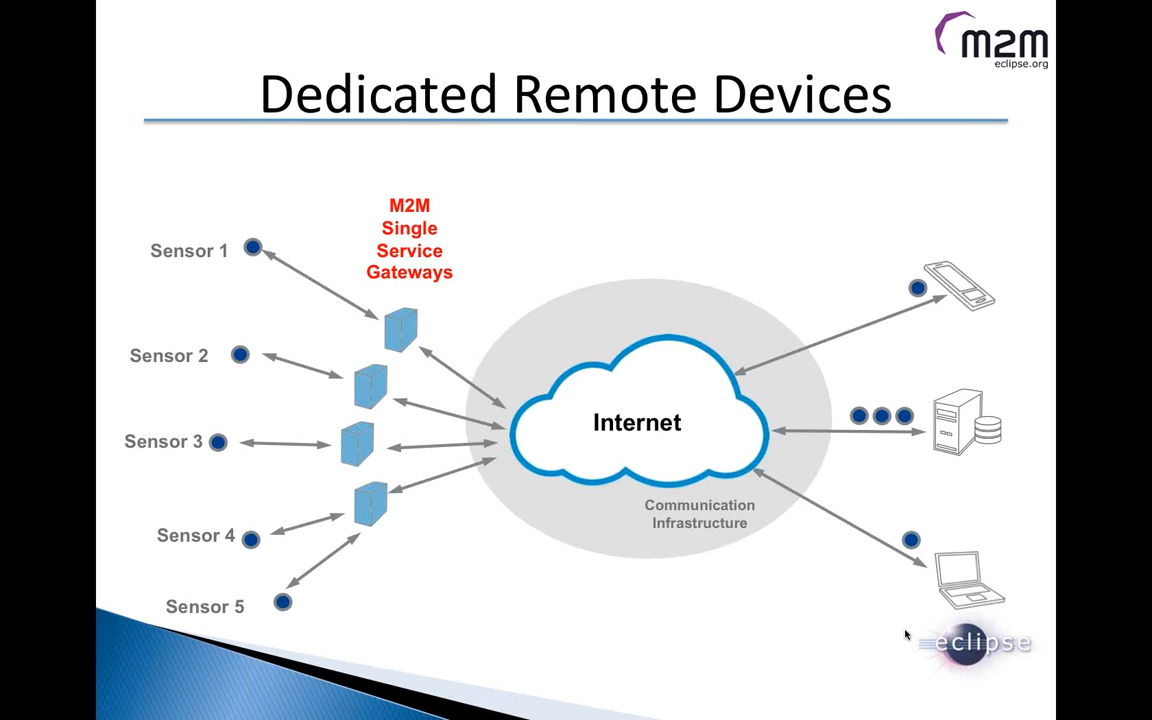 m2m
eclipse.org
Dedicated Remote Devices
M2M
Single
Service
Gateways
Sensor 1
Sensor 2
Sensor 3
Sensor 4
Sensor 5
Internet
Communication
Infrastructure
eclipse